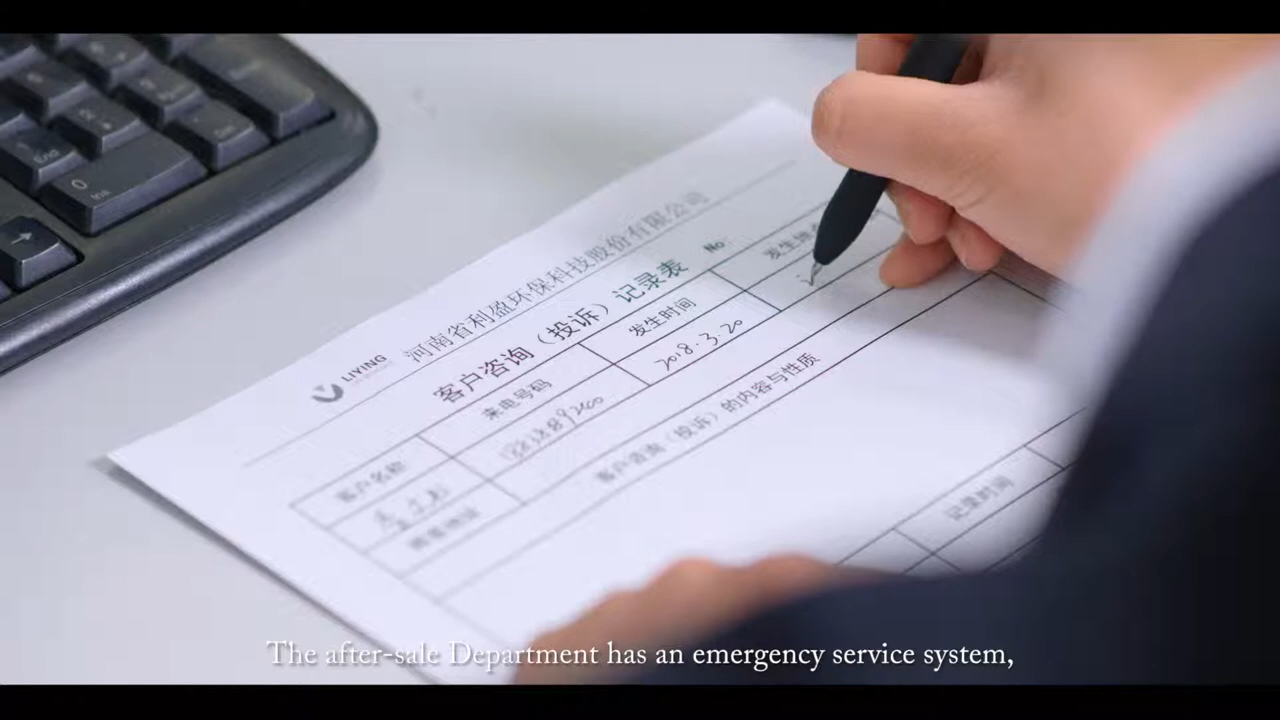 End
0
Ins
LIYING
河南省利盈环保科技股份有限公司
客户咨询（投诉）记录表
No.
客户名称
来电号码
发生时间
2018.3.20
客户咨询（投诉）的内容与性质
记录时间
The after-sale Department has an emergency service system,